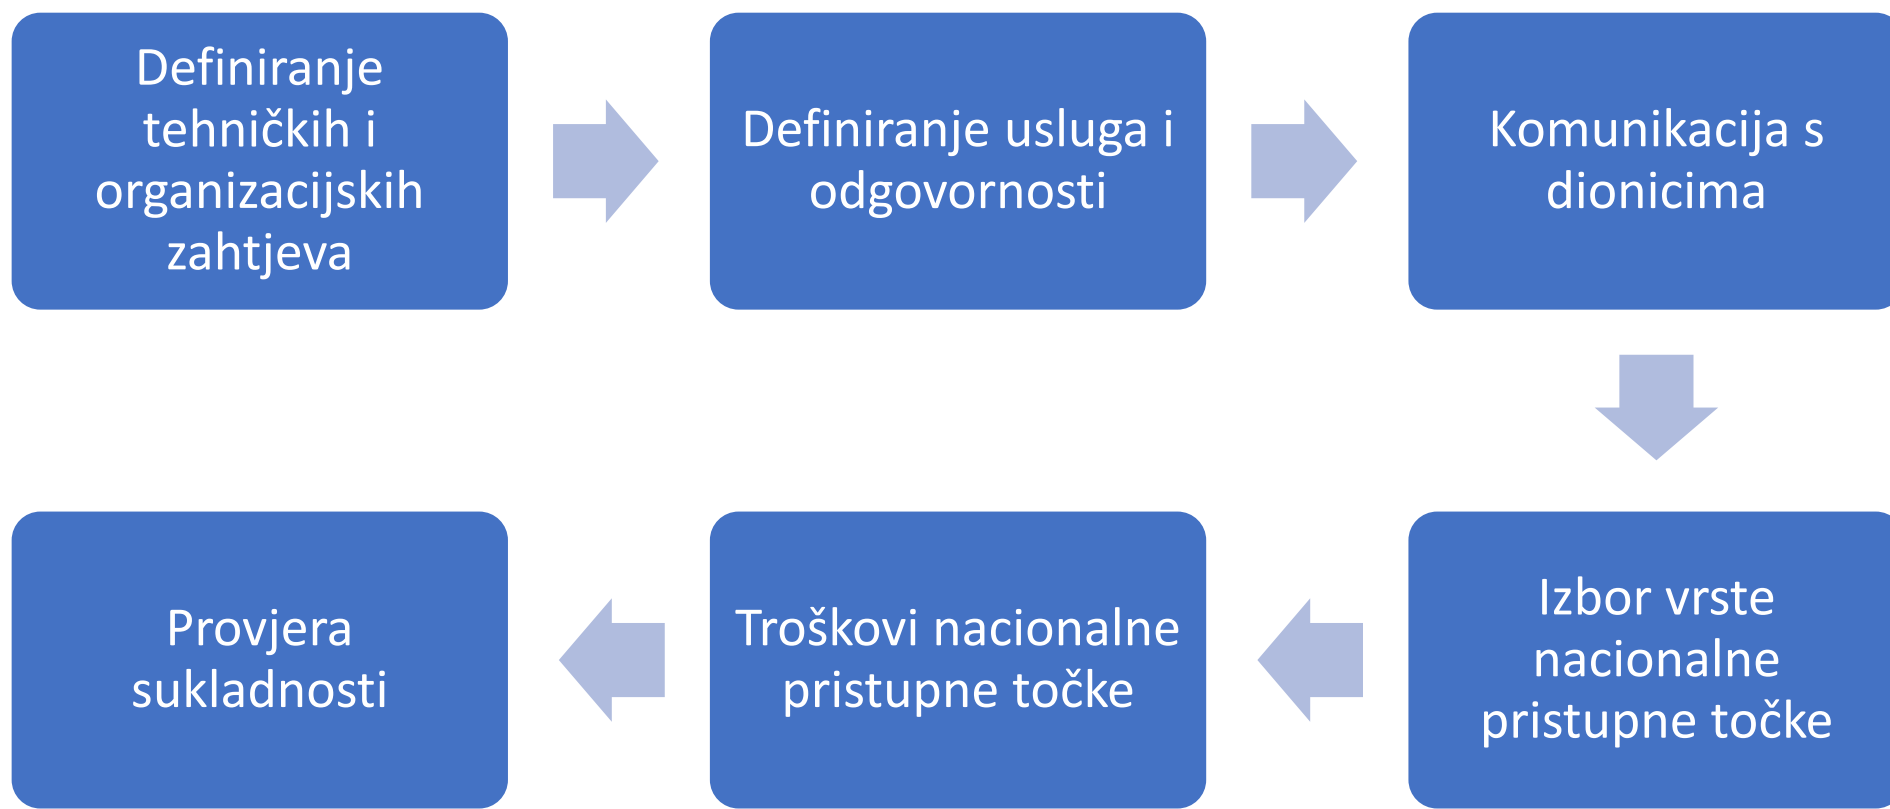 Definiranje
tehničkih i
organizacijskih
zahtjeva
Definiranje usluga i
odgovornosti
Komunikacija s
dionicima
Izbor vrste
nacionalne
pristupne točke
Troškovi nacionalne
pristupne točke
Provjera
sukladnosti